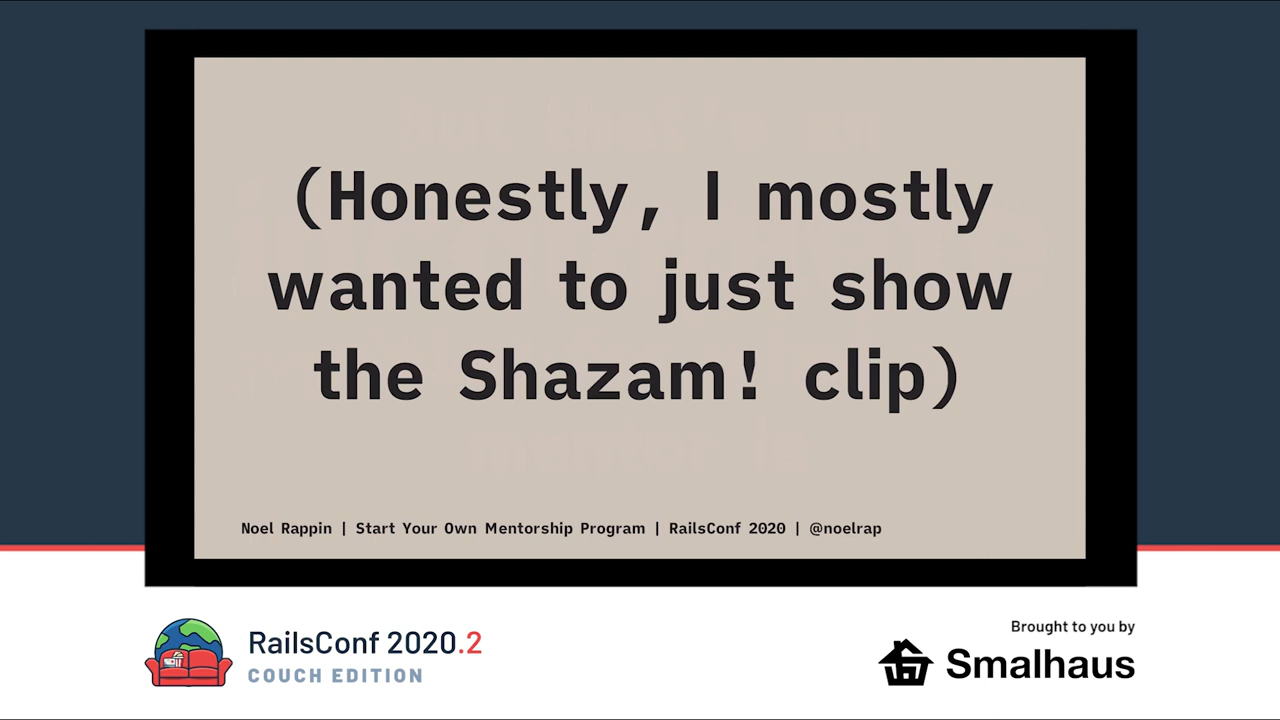 (Honestly, I mostly
wanted to just show
the Shazam! clip)
Noel Rappin | Start Your Own Mentorship Program | RailsConf 2020 | @noelrap
RailsConf 2020.2
COUCH EDITION
Brought to you by
Smalhaus